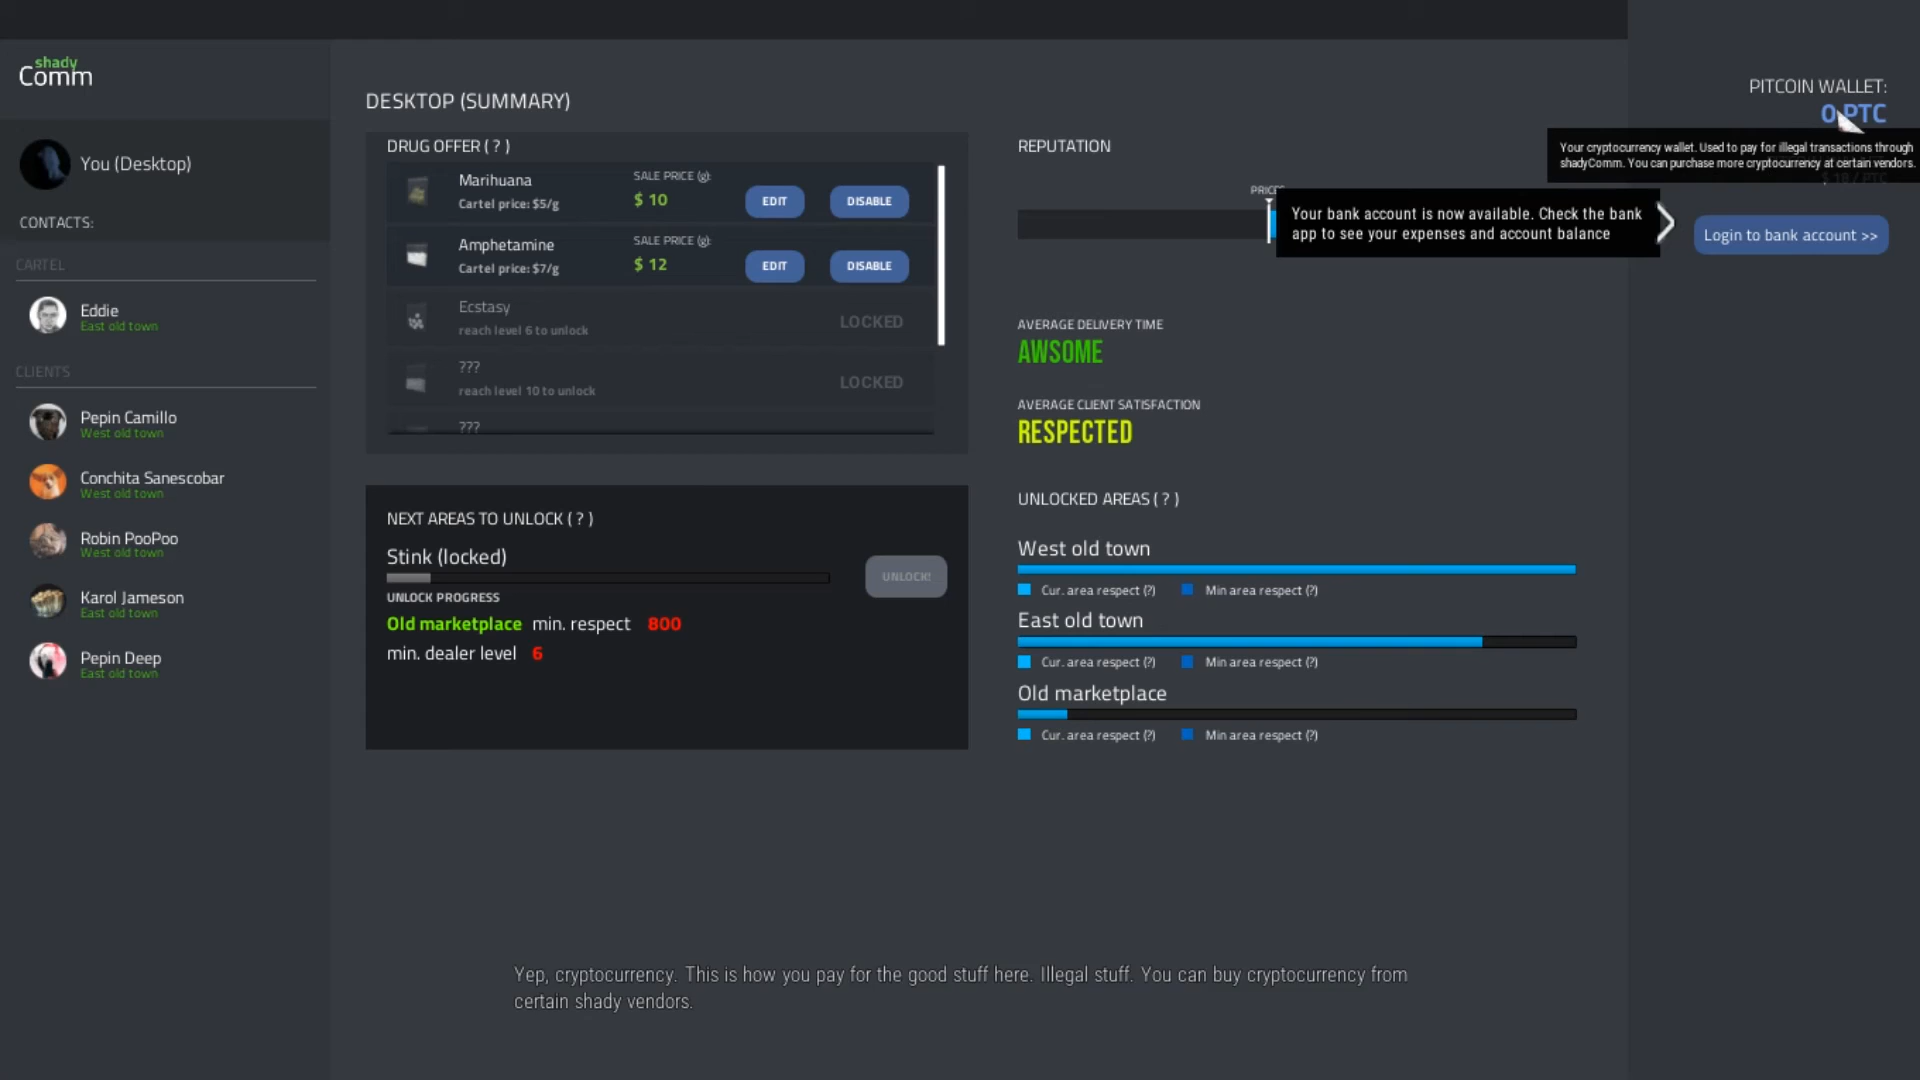 shady
Comm
You (Desktop)
CONTACTS:
CARTEL
Eddie
East old town
CLIENTS
Pepin Camillo
West old town
Conchita Sanescobar
West old town
Robin PooPoo
West old town
Karol Jameson
East old town
Pepin Deep
East old town
DESKTOP (SUMMARY)
DRUG OFFER ( ? )
Marihuana
Cartel price: $5/g
SALE PRICE (g):
$ 10
EDIT
DISABLE
Amphetamine
Cartel price: $7/g
SALE PRICE (g):
$ 12
EDIT
DISABLE
Ecstasy
reach level 6 to unlock
LOCKED
???
reach level 10 to unlock
LOCKED
???
NEXT AREAS TO UNLOCK ( ? )
Stink (locked)
UNLOCK!
UNLOCK PROGRESS
Old marketplace min. respect 800
min. dealer level 6
REPUTATION
PRICES
AVERAGE DELIVERY TIME
AWSOME
AVERAGE CLIENT SATISFACTION
RESPECTED
UNLOCKED AREAS ( ? )
West old town
Cur. area respect (?) Min area respect (?)
East old town
Cur. area respect (?) Min area respect (?)
Old marketplace
Cur. area respect (?) Min area respect (?)
PITCOIN WALLET:
0 PTC
Your cryptocurrency wallet. Used to pay for illegal transactions through
shadyComm. You can purchase more cryptocurrency at certain vendors.
$ 18 / PTC
Your bank account is now available. Check the bank
app to see your expenses and account balance
Login to bank account >>
Yep, cryptocurrency. This is how you pay for the good stuff here. Illegal stuff. You can buy cryptocurrency from
certain shady vendors.